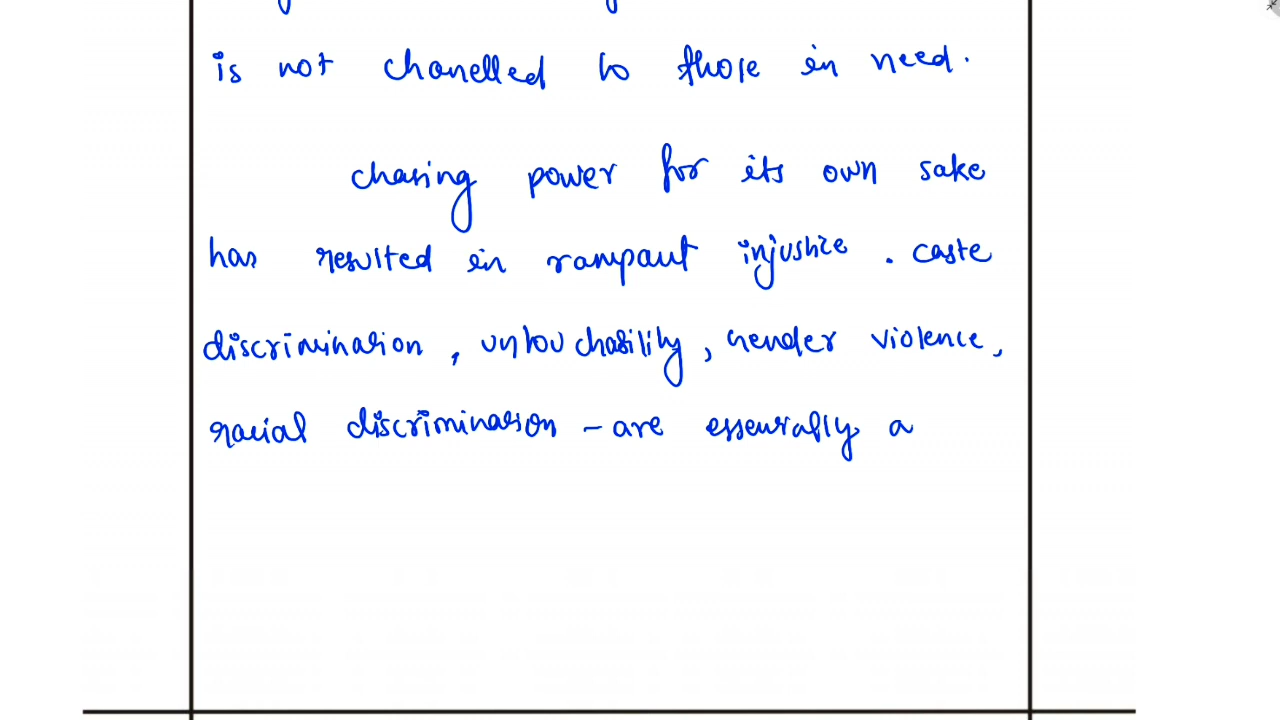 is not chanelled to those in need.
chasing power for its own sake
has resulted in rampant injustice . caste
discrimination , untouchability, gender violence,
racial discrimination - are essentially a